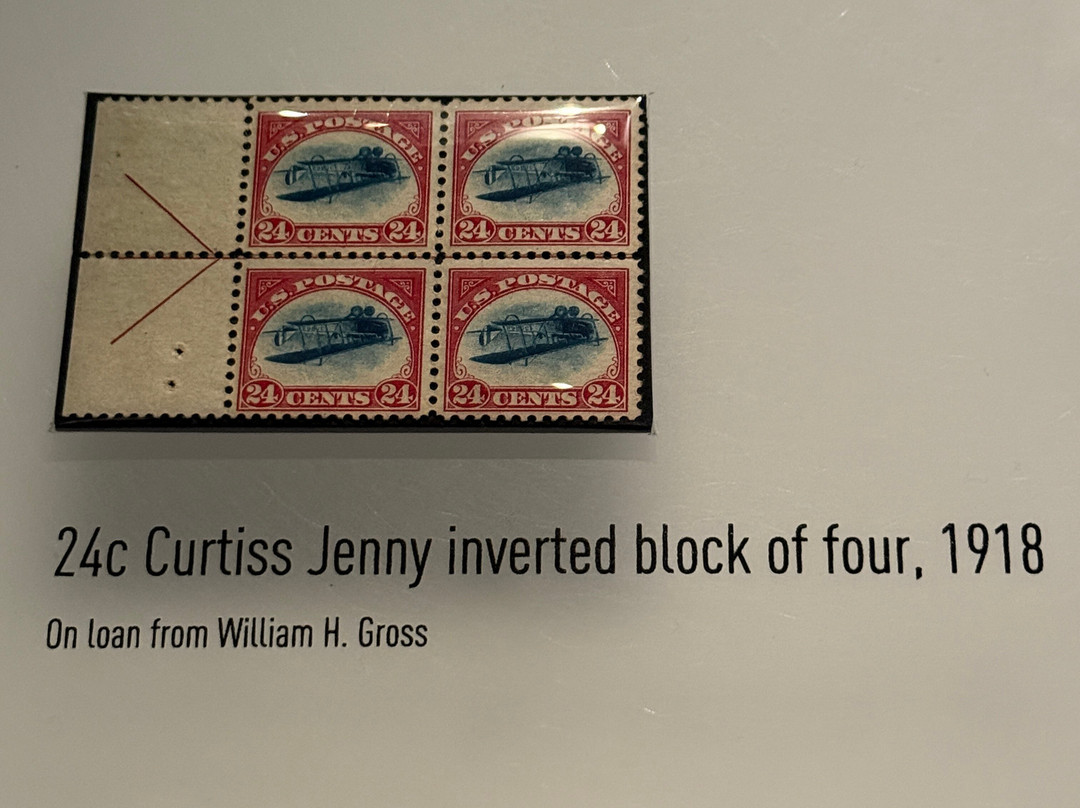 U.S. POSTAGE U.S. POSTAGE
24 CENTS 24 24 CENTS 24
U.S. POSTAGE U.S. POSTAGE
24 CENTS 24 24 CENTS 24
24c Curtiss Jenny inverted block of four, 1918
On loan from William H. Gross